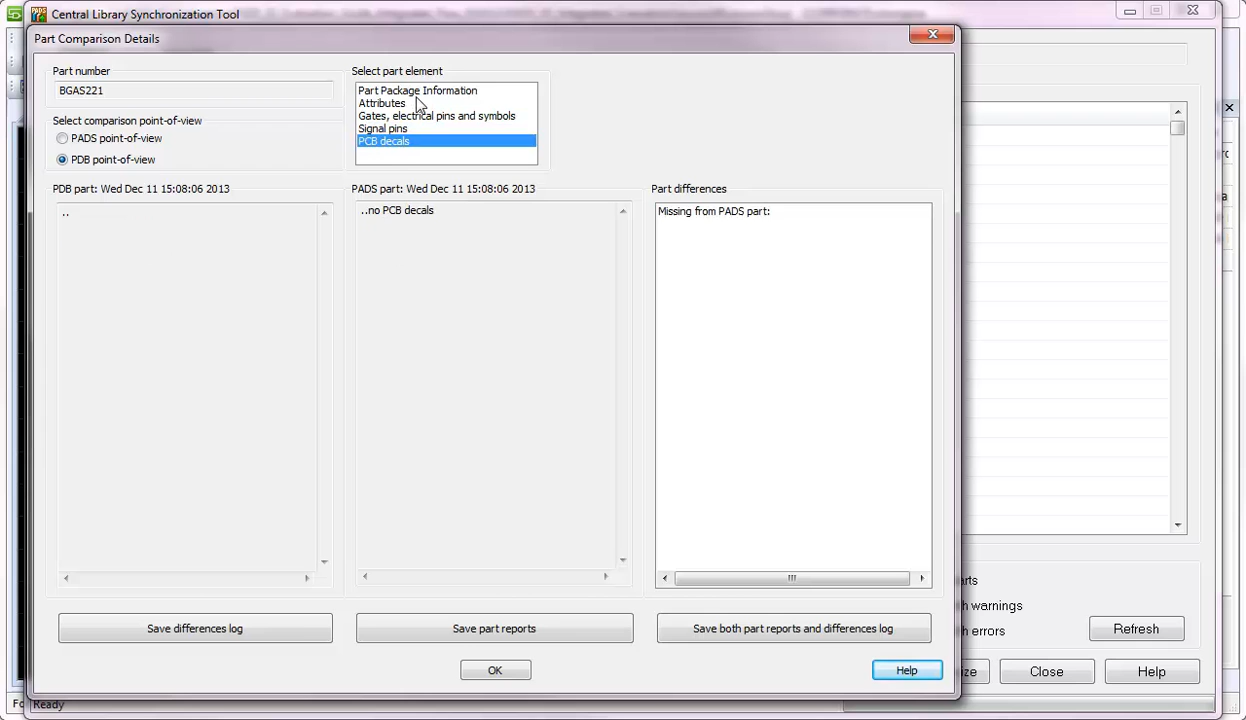 Central Library Synchronization Tool
Part Comparison Details
Part number
BGAS221
Select comparison point-of-view
PADS point-of-view
PDB point-of-view
Select part element
Part Package Information
Attributes
Gates, electrical pins and symbols
Signal pins
PCB decals
PDB part: Wed Dec 11 15:08:06 2013
..
PADS part: Wed Dec 11 15:08:06 2013
..no PCB decals
Part differences
Missing from PADS part:
Save differences log
Save part reports
Save both part reports and differences log
OK
Help
arts
h warnings
h errors
Refresh
ze
Close
Help
Ready